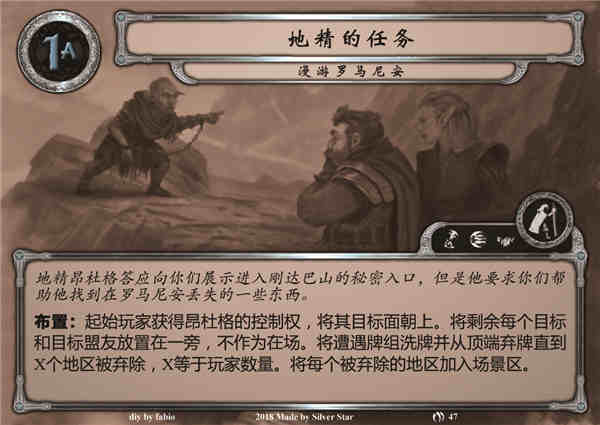 1A
地精的任务
漫游罗马尼安
地精昂杜格答应向你们展示进入刚达巴山的秘密入口，但是他要求你们帮
助他找到在罗马尼安丢失的一些东西。
布置：起始玩家获得昂杜格的控制权，将其目标面朝上。将剩余每个目标
和目标盟友放置在一旁，不作为在场。将遭遇牌组洗牌并从顶端弃牌直到
X个地区被弃除，X等于玩家数量。将每个被弃除的地区加入场景区。
diy by fabio
2018 Made by Silver Star
47